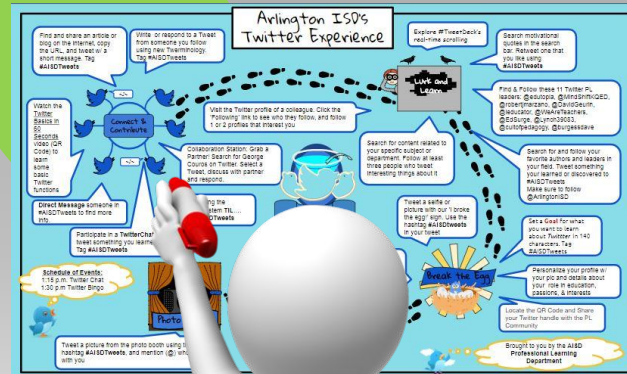 Arlington ISD's
Twitter Experience
Find and share an article or
blog on the Internet, copy
the URL, and tweet w/ a
short message. Tag
#AISDTweets
Write or respond to a Tweet
from someone you follow
using new Twerminology.
Tag #AISDTweets
Explore #TweetDeck's
real-time scrolling
Search motivational
quotes in the search
bar. Retweet one that
you like using
#AISDTweets
Lurk and
Learn
Find & Follow these 11 Twitter PL
leaders: @edutopia, @MindShiftKQED,
@robertjmarzano, @DavidGeurin,
@WeAreTeachers,
@EdSurge, @Lynch39083,
@cultofpedagogy, @burgessdave
Watch the
Twitter
Basics in
60
Seconds
video (QR
Code) to
learn
some
basic
Twitter
functions
Connect &
Contribute
Visit the Twitter profile of a colleague. Click the
'Following' link to see who they follow, and follow
1 or 2 profiles that interest you
Search for content related to
your specific subject or
department. Follow at least
three people who tweet
interesting things about it
Collaboration Station: Grab a
Partner! Search for George
Couros on Twitter. Select a
Tweet, discuss with partner
and respond.
Search for and follow your
favorite authors and leaders in your
field. Tweet something
your learned or discovered to
#AISDTweets
Make sure to follow
@ArlingtonISD
Direct Message someone in
#AISDTweets to find more
info.
Participate in a TwitterChat
tweet something you learned
Tag #AISDTweets
TIL....
Tweet a selfie or
picture with our "I broke
the egg" sign. Use the
hashtag #AISDTweets
in your tweet
Set a Goal for what
you want to learn
about Twitter in 140
characters. Tag
#AISDTweets
Schedule of Events:
1:15 p.m. Twitter Chat
1:30 p.m Twitter Bingo
Break the Egg
Personalize your profile w/
your pic and details about
your role in education,
passions, & interests
Photo
Locate the QR Code and Share
your Twitter handle with the PL
Community
Tweet a picture from the photo booth using
hashtag #AISDTweets, and mention (@)
with you
Brought to you by the AISD
Professional Learning
Department